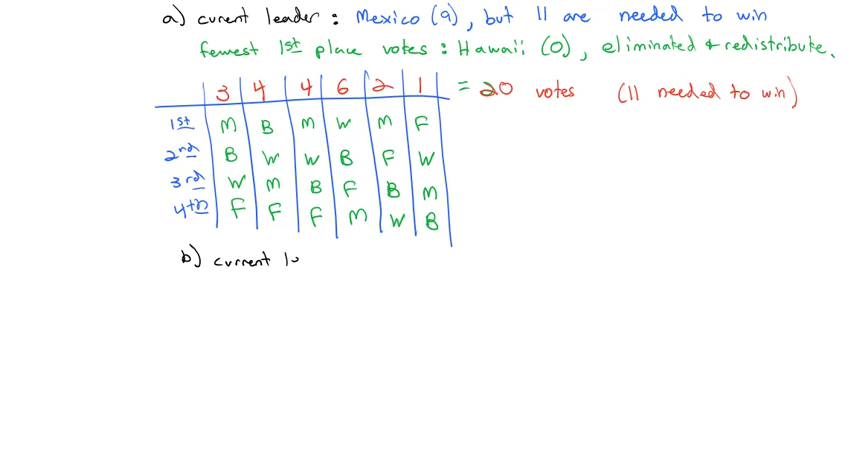 a) current leader : Mexico (9), but 11 are needed to win
fewest 1st place votes : Hawaii (0), eliminated & redistribute.
3 4 4 6 2 1 = 20 votes (11 needed to win)
1st M B M W M F
2nd B W W B F W
3rd W M B F B M
4th F F F M W B
b) current